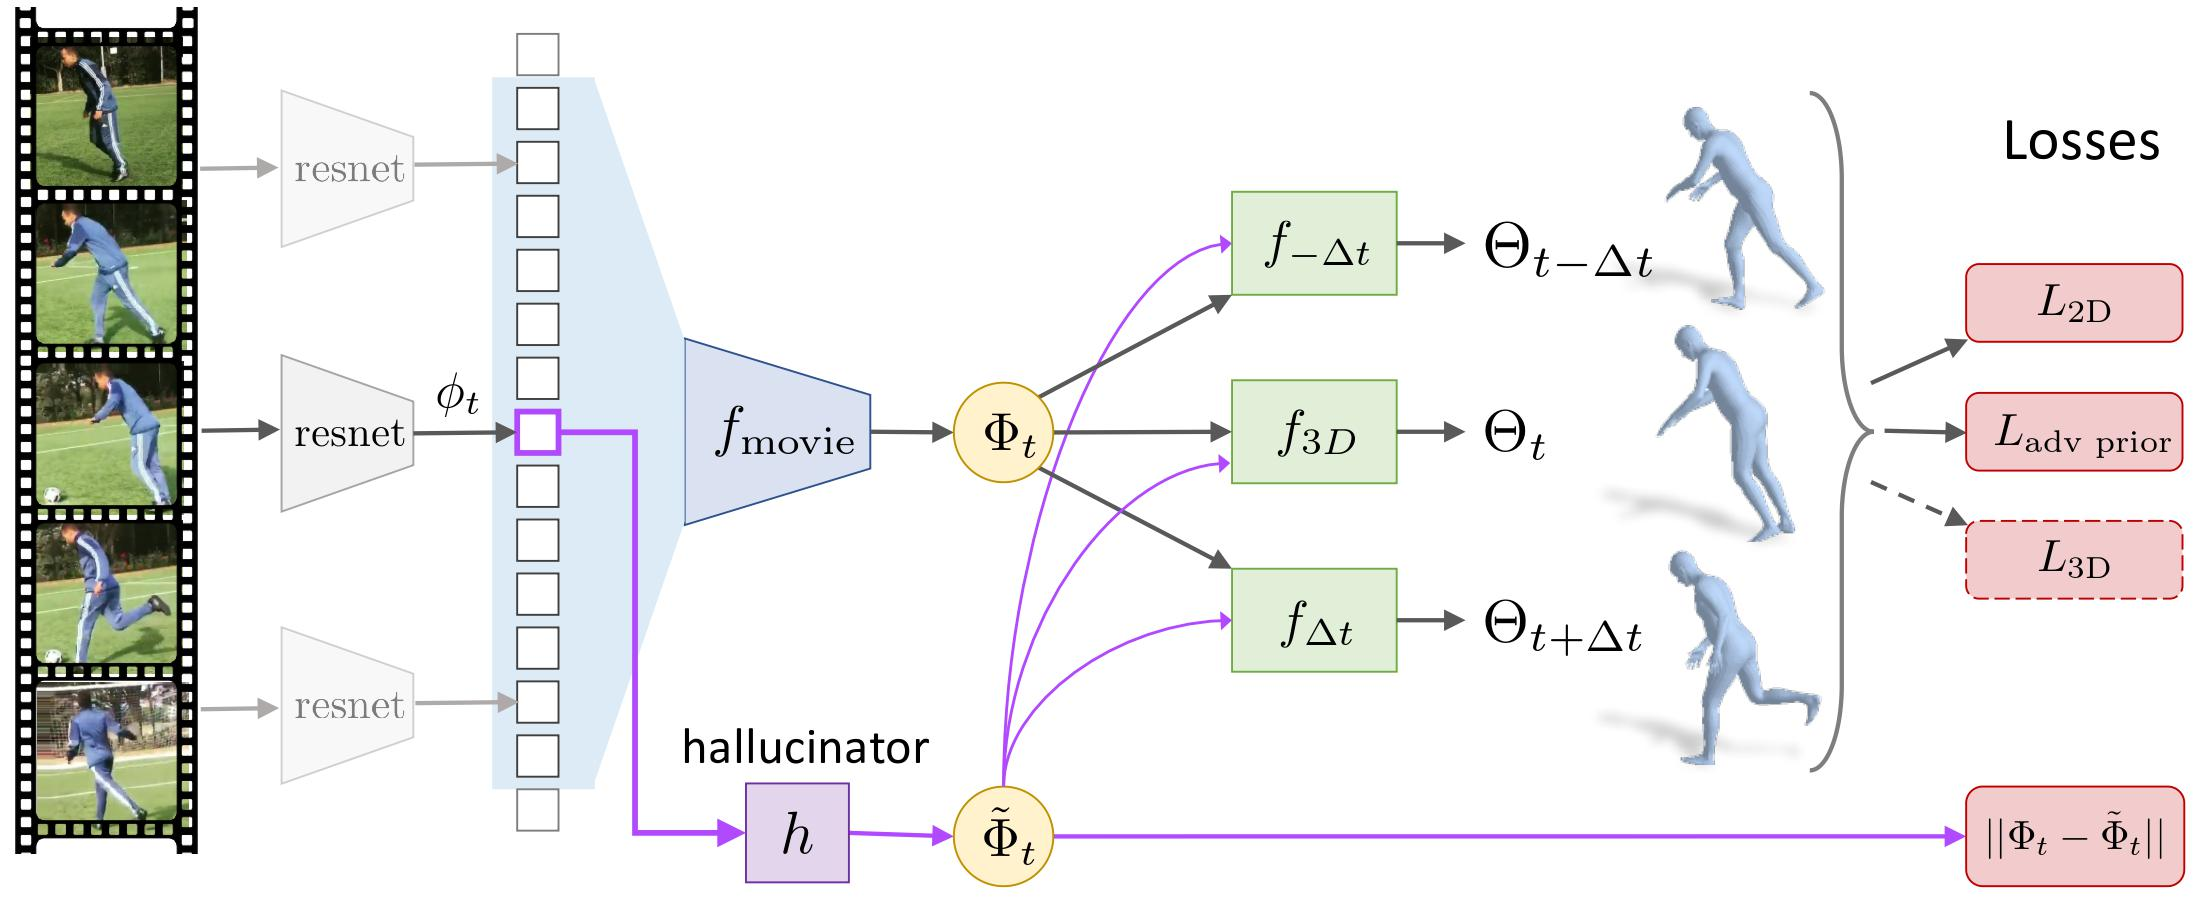 resnet
resnet
resnet
ϕ_t
f_movie
Φ_t
hallucinator
h
Φ̃_t
f_{−Δt}
f_{3D}
f_{Δt}
Θ_{t−Δt}
Θ_t
Θ_{t+Δt}
Losses
L_{2D}
L_{adv prior}
L_{3D}
||Φ_t − Φ̃_t||